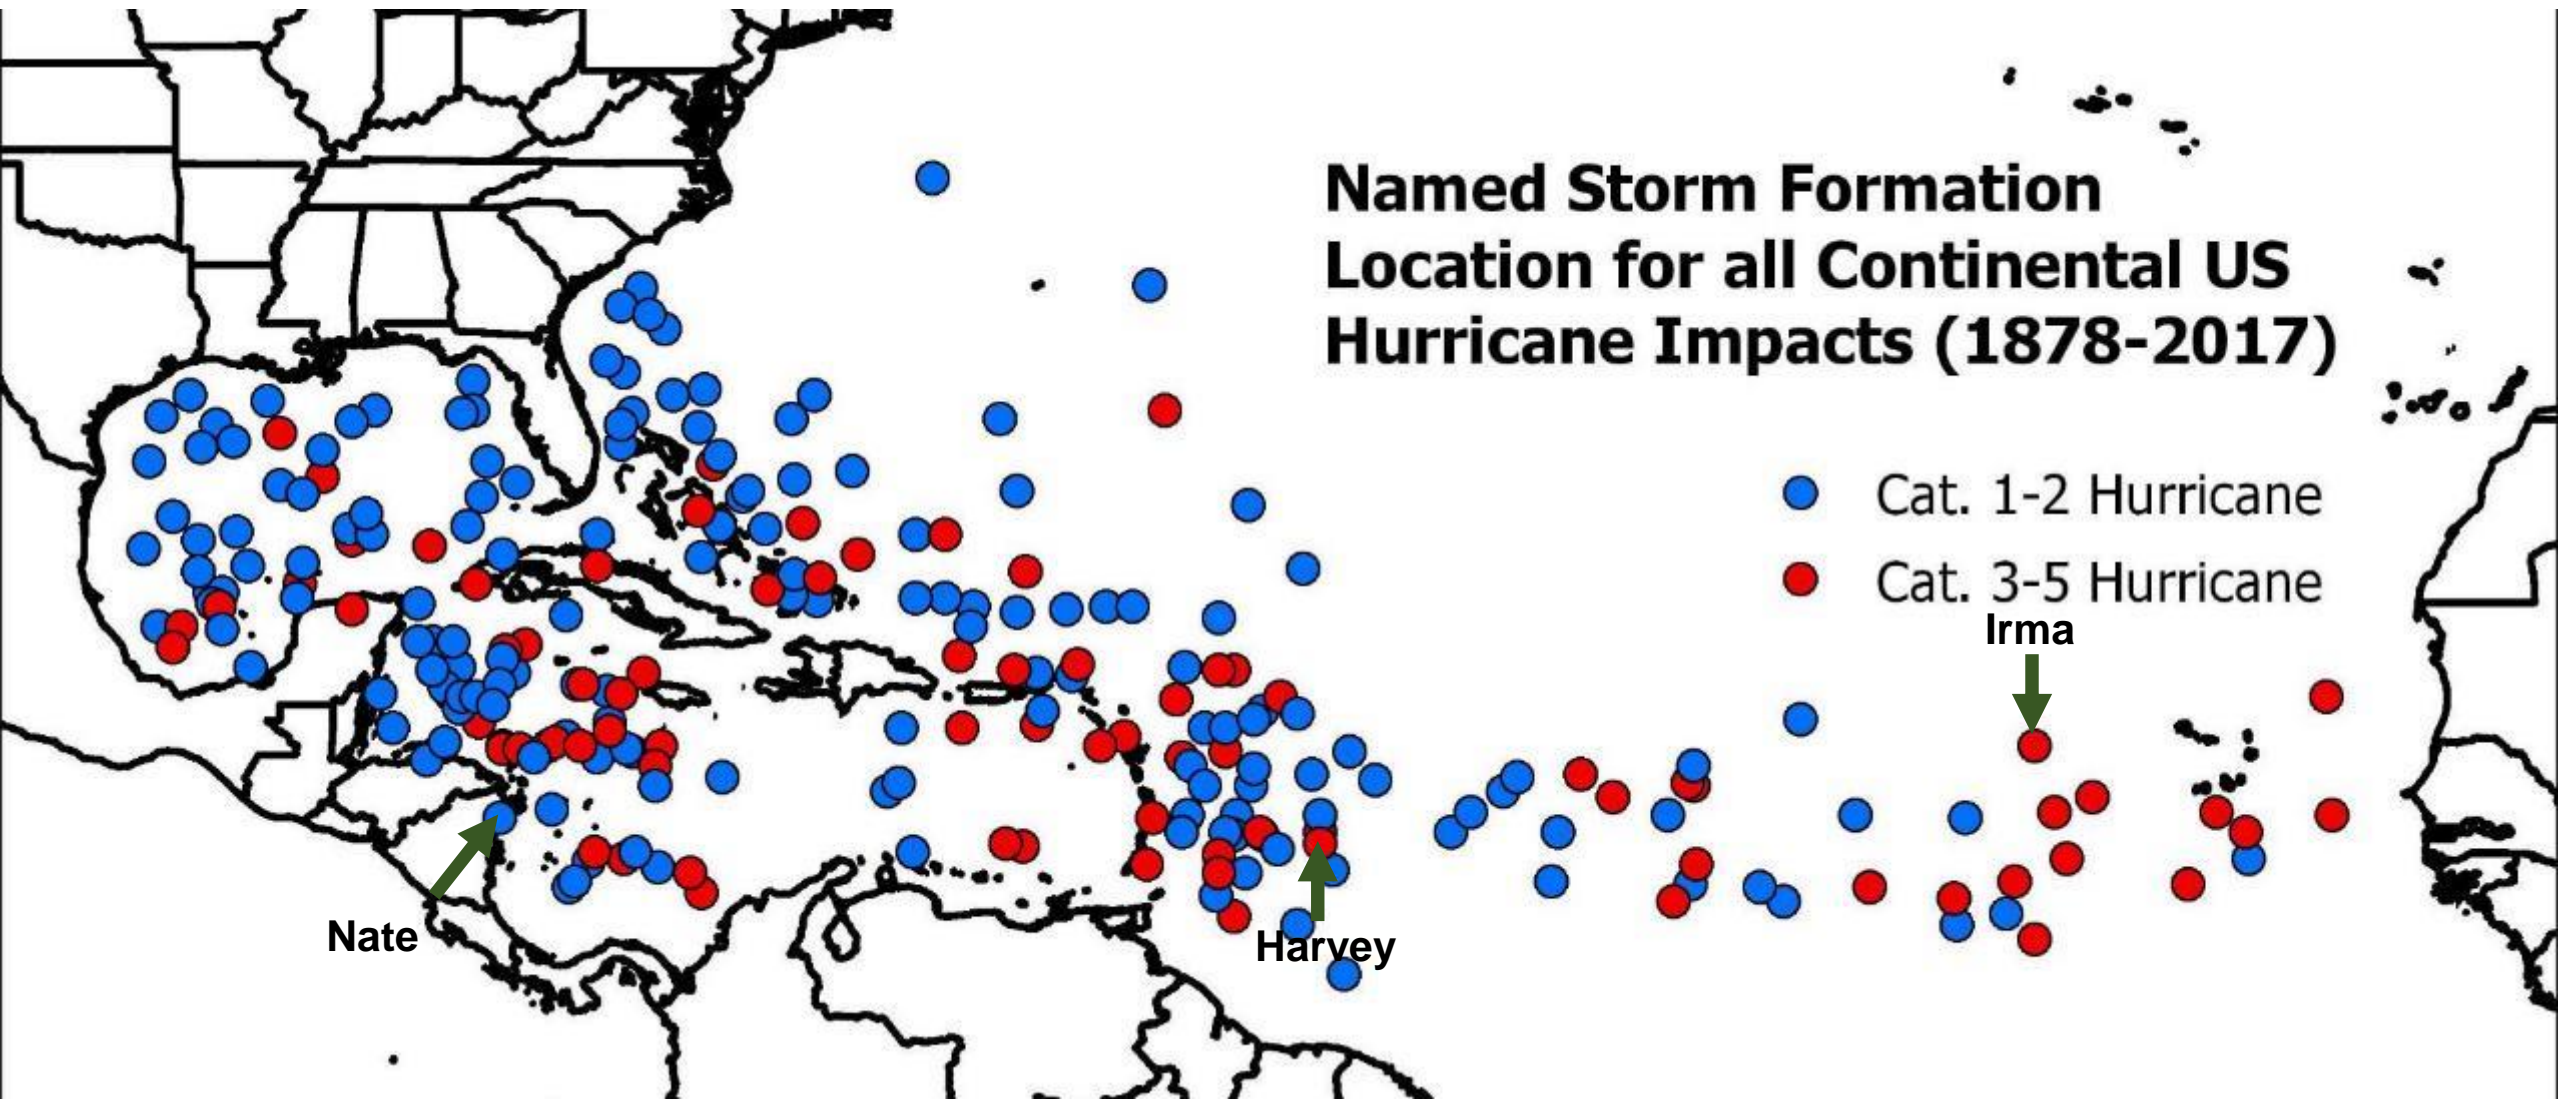 Named Storm Formation
Location for all Continental US
Hurricane Impacts (1878-2017)
Cat. 1-2 Hurricane
Cat. 3-5 Hurricane
Irma
Nate
Harvey